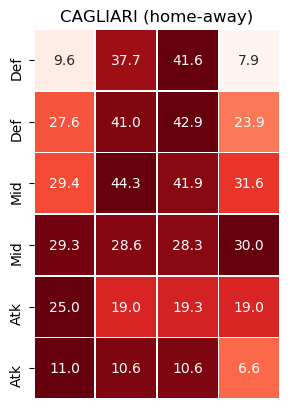 CAGLIARI (home-away)
Def 9.6 37.7 41.6 7.9
Def 27.6 41.0 42.9 23.9
Mid 29.4 44.3 41.9 31.6
Mid 29.3 28.6 28.3 30.0
Atk 25.0 19.0 19.3 19.0
Atk 11.0 10.6 10.6 6.6